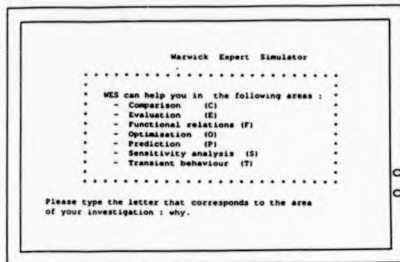 Warwick Expert Simulator
WES can help you in the following areas :
- Comparison (C)
- Evaluation (E)
- Functional relations (F)
- Optimisation (O)
- Prediction (P)
- Sensitivity analysis (S)
- Transient behaviour (T)
Please type the letter that corresponds to the area
of your investigation : why.